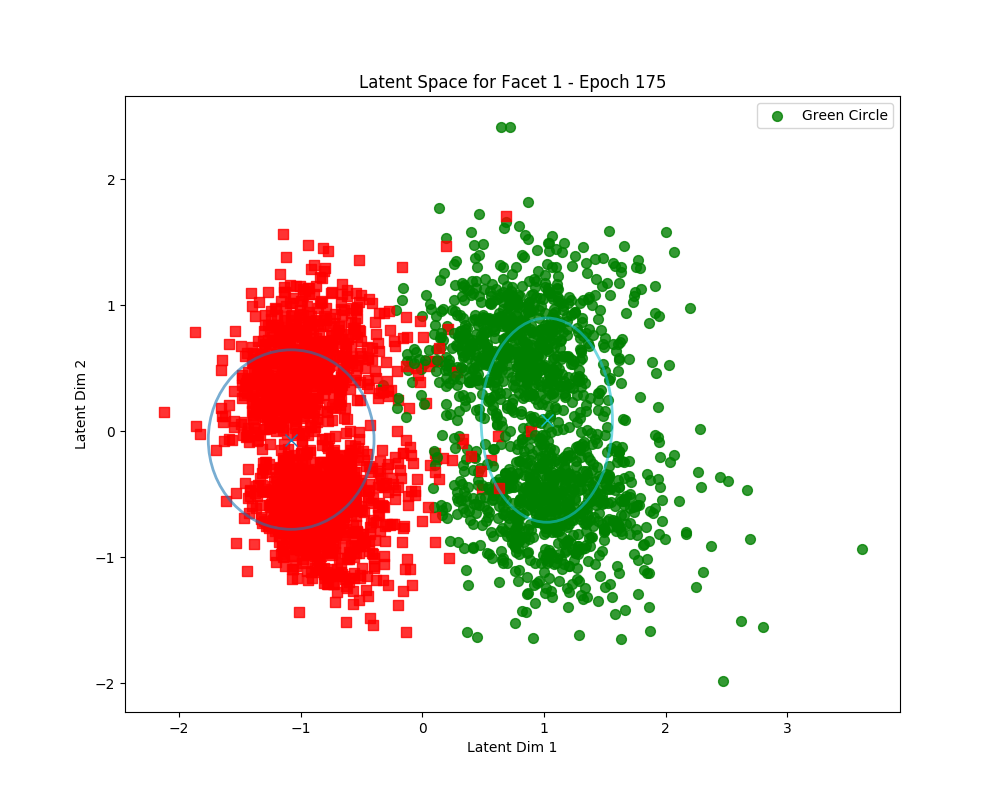 Latent Space for Facet 1 - Epoch 175
Green Circle
2
1
0
−1
−2
Latent Dim 2
−2
−1
0
1
2
3
Latent Dim 1